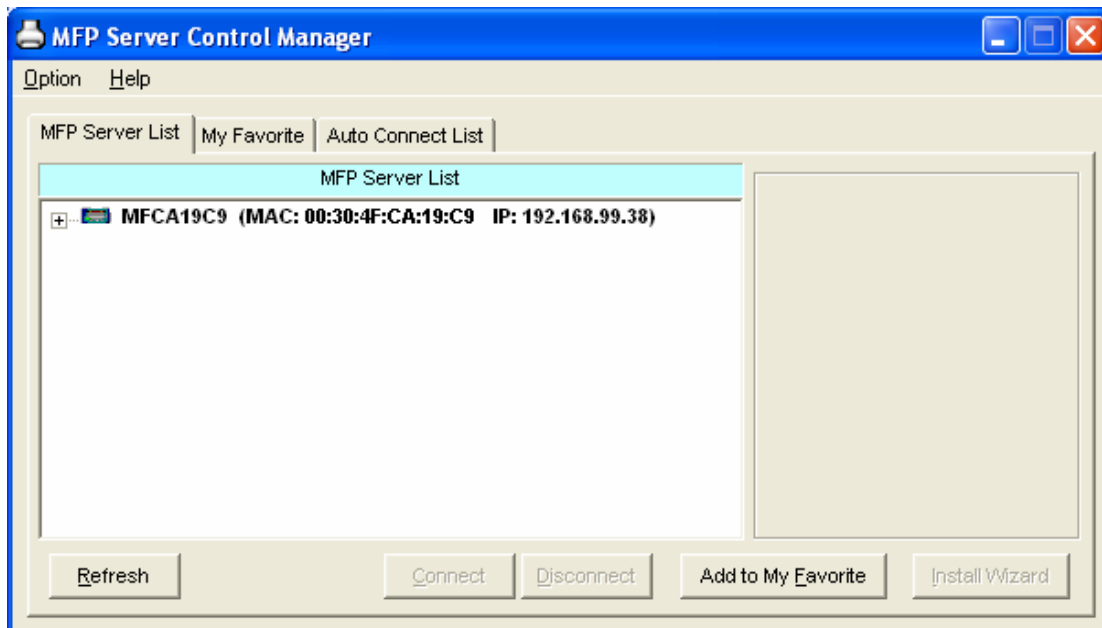 MFP Server Control Manager
Option Help
MFP Server List My Favorite Auto Connect List
MFP Server List
MFCA19C9 (MAC: 00:30:4F:CA:19:C9 IP: 192.168.99.38)
Refresh Connect Disconnect Add to My Favorite Install Wizard